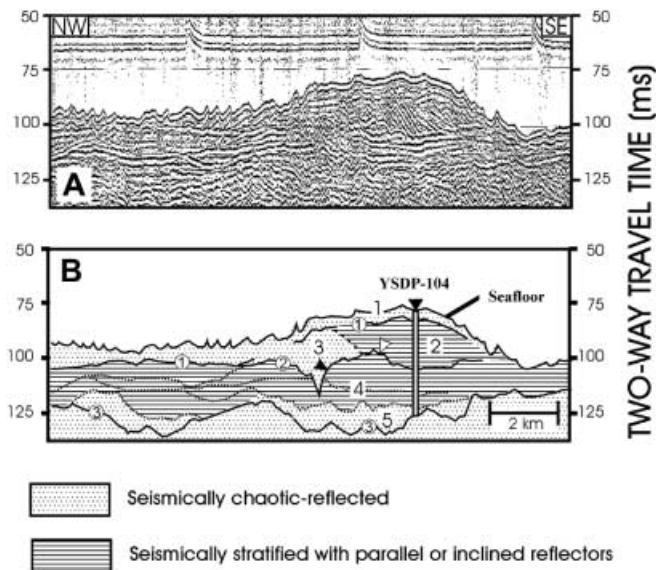 50 NW SE 50
75 75
100 100
125 A 125
50 B 50
YSDP-104
Seafloor
75 1 75
① 2
3
100 ① ② 100
4
125 ③ 5 ③ 2 km 125
TWO-WAY TRAVEL TIME (ms)
Seismically chaotic-reflected
Seismically stratified with parallel or inclined reflectors